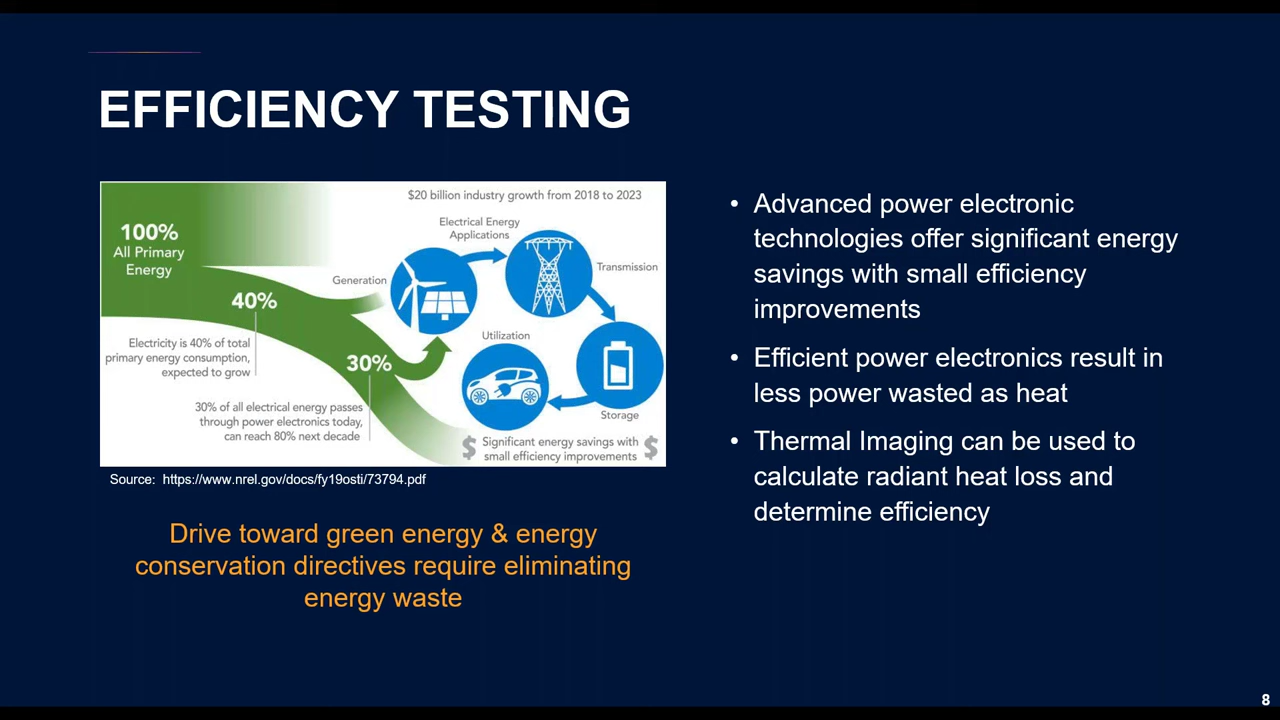 EFFICIENCY TESTING
$20 billion industry growth from 2018 to 2023
100%
All Primary
Energy
40%
Electricity is 40% of total
primary energy consumption,
expected to grow
30%
30% of all electrical energy passes
through power electronics today,
can reach 80% next decade
Electrical Energy
Applications
Generation
Transmission
Utilization
Storage
$ Significant energy savings with $
small efficiency improvements
Source: https://www.nrel.gov/docs/fy19osti/73794.pdf
Drive toward green energy & energy
conservation directives require eliminating
energy waste
• Advanced power electronic
technologies offer significant energy
savings with small efficiency
improvements
• Efficient power electronics result in
less power wasted as heat
• Thermal Imaging can be used to
calculate radiant heat loss and
determine efficiency
8